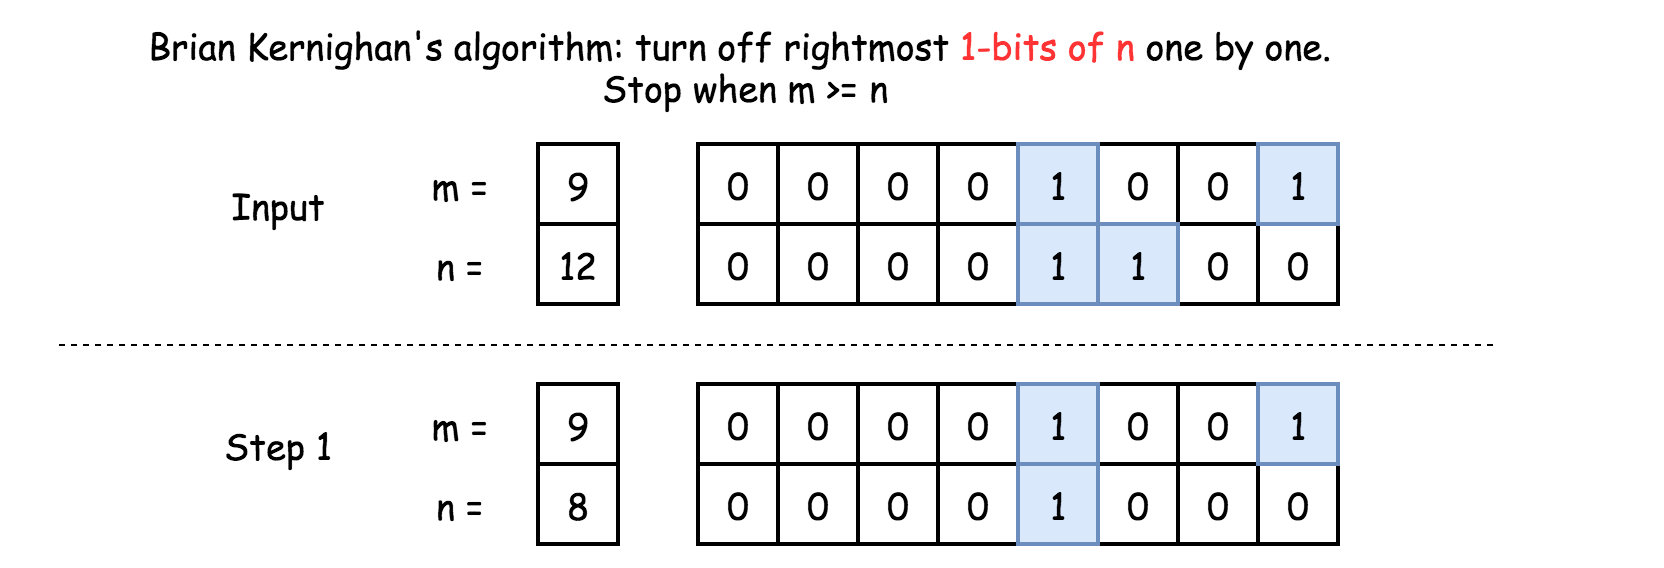 Brian Kernighan's algorithm: turn off rightmost 1-bits of n one by one.
Stop when m >= n
Input
m = 9 0 0 0 0 1 0 0 1
n = 12 0 0 0 0 1 1 0 0
Step 1
m = 9 0 0 0 0 1 0 0 1
n = 8 0 0 0 0 1 0 0 0